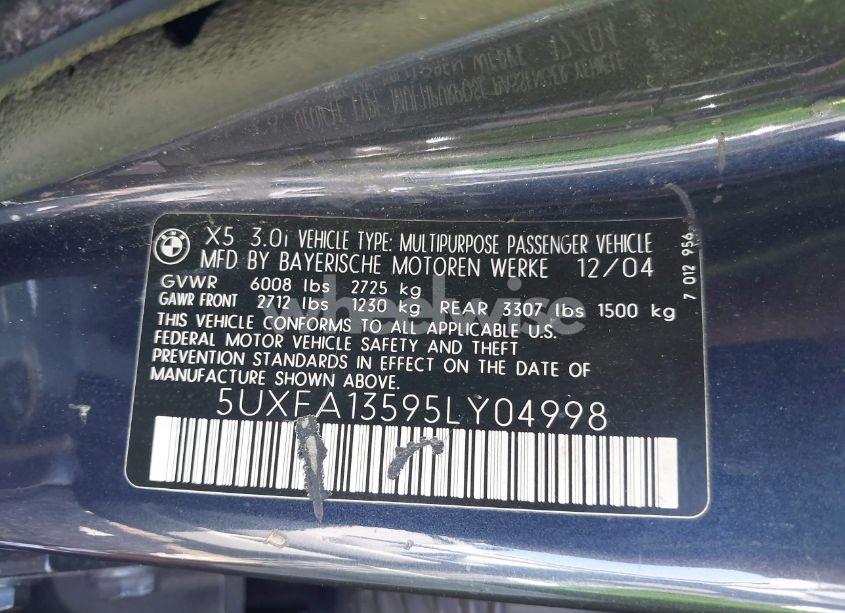 X5 3.0i VEHICLE TYPE: MULTIPURPOSE PASSENGER VEHICLE
MFD BY BAYERISCHE MOTOREN WERKE 12/04
GVWR 6008 lbs 2725 kg
GAWR FRONT 2712 lbs 1230 kg REAR 3307 lbs 1500 kg
THIS VEHICLE CONFORMS TO ALL APPLICABLE U.S.
FEDERAL MOTOR VEHICLE SAFETY AND THEFT
PREVENTION STANDARDS IN EFFECT ON THE DATE OF
MANUFACTURE SHOWN ABOVE.
5UXFA13595LY04998
7 012 956
wheelwise